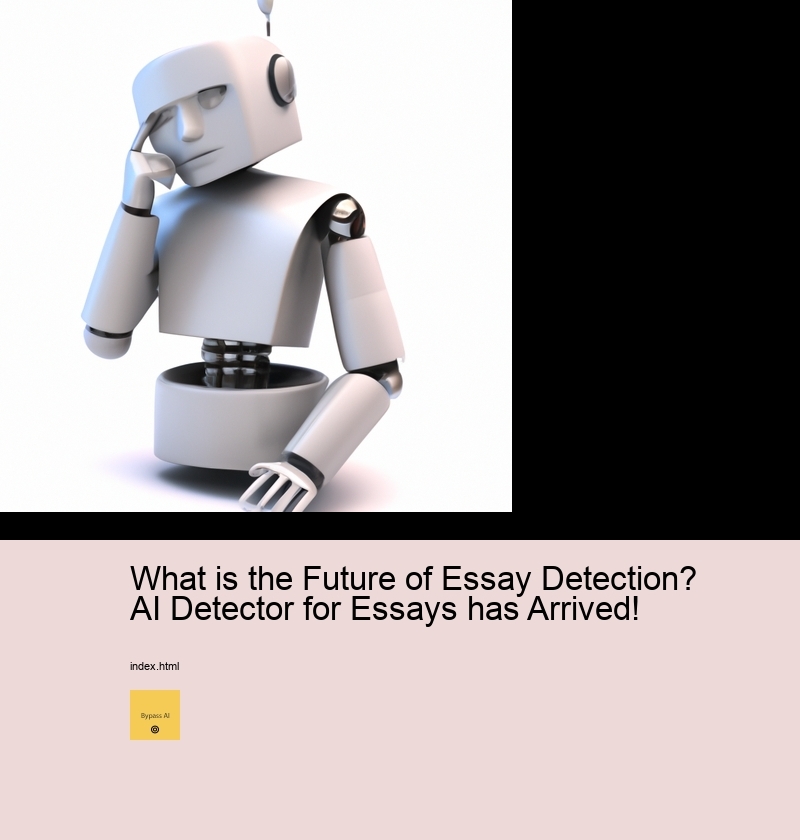 What is the Future of Essay Detection?
AI Detector for Essays has Arrived!
index.html
Bypass AI